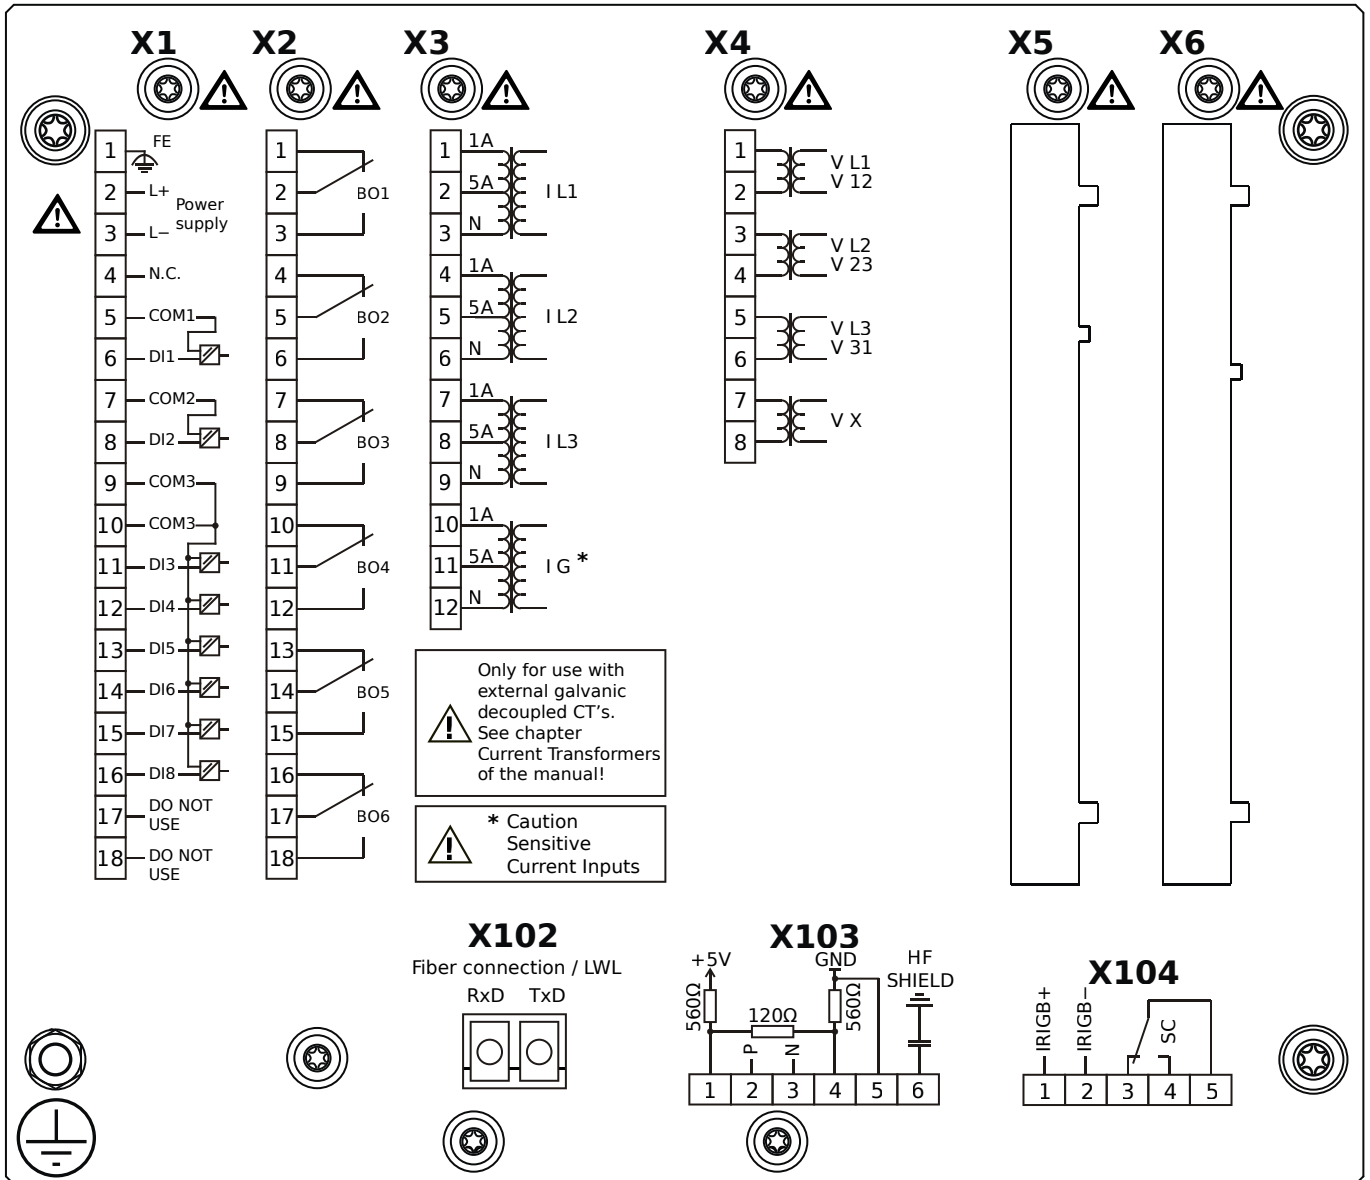 X1 X2 X3 X4 X5 X6
1 FE
2 L+
Power
supply
3 L−
4 N.C.
5 COM1
6 DI1
7 COM2
8 DI2
9 COM3
10 COM3
11 DI3
12 DI4
13 DI5
14 DI6
15 DI7
16 DI8
17 DO NOT
USE
18 DO NOT
USE
1
2 BO1
3
4
5 BO2
6
7
8 BO3
9
10
11 BO4
12
13
14 BO5
15
16
17 BO6
18
1 1A
2 5A I L1
3 N
4 1A
5 5A I L2
6 N
7 1A
8 5A I L3
9 N
10 1A
11 5A I G *
12 N
Only for use with
external galvanic
decoupled CT's.
See chapter
Current Transformers
of the manual!
* Caution
Sensitive
Current Inputs
1 V L1
2 V 12
3 V L2
4 V 23
5 V L3
6 V 31
7 V X
8
X102
Fiber connection / LWL
RxD TxD
X103
+5V GND HF
SHIELD
560Ω 120Ω 560Ω
P N
1 2 3 4 5 6
X104
IRIGB+ IRIGB− SC
1 2 3 4 5